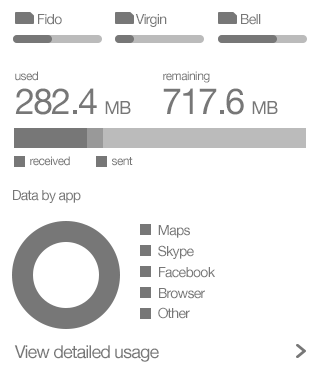 Fido Virgin Bell
used remaining
282.4 MB 717.6 MB
received sent
Data by app
Maps
Skype
Facebook
Browser
Other
View detailed usage